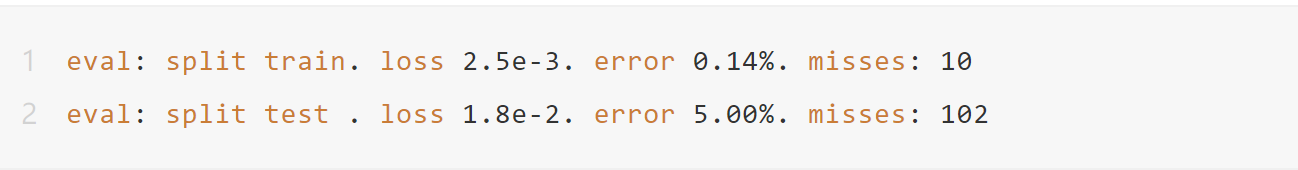 1 eval: split train. loss 2.5e-3. error 0.14%. misses: 10
2 eval: split test . loss 1.8e-2. error 5.00%. misses: 102